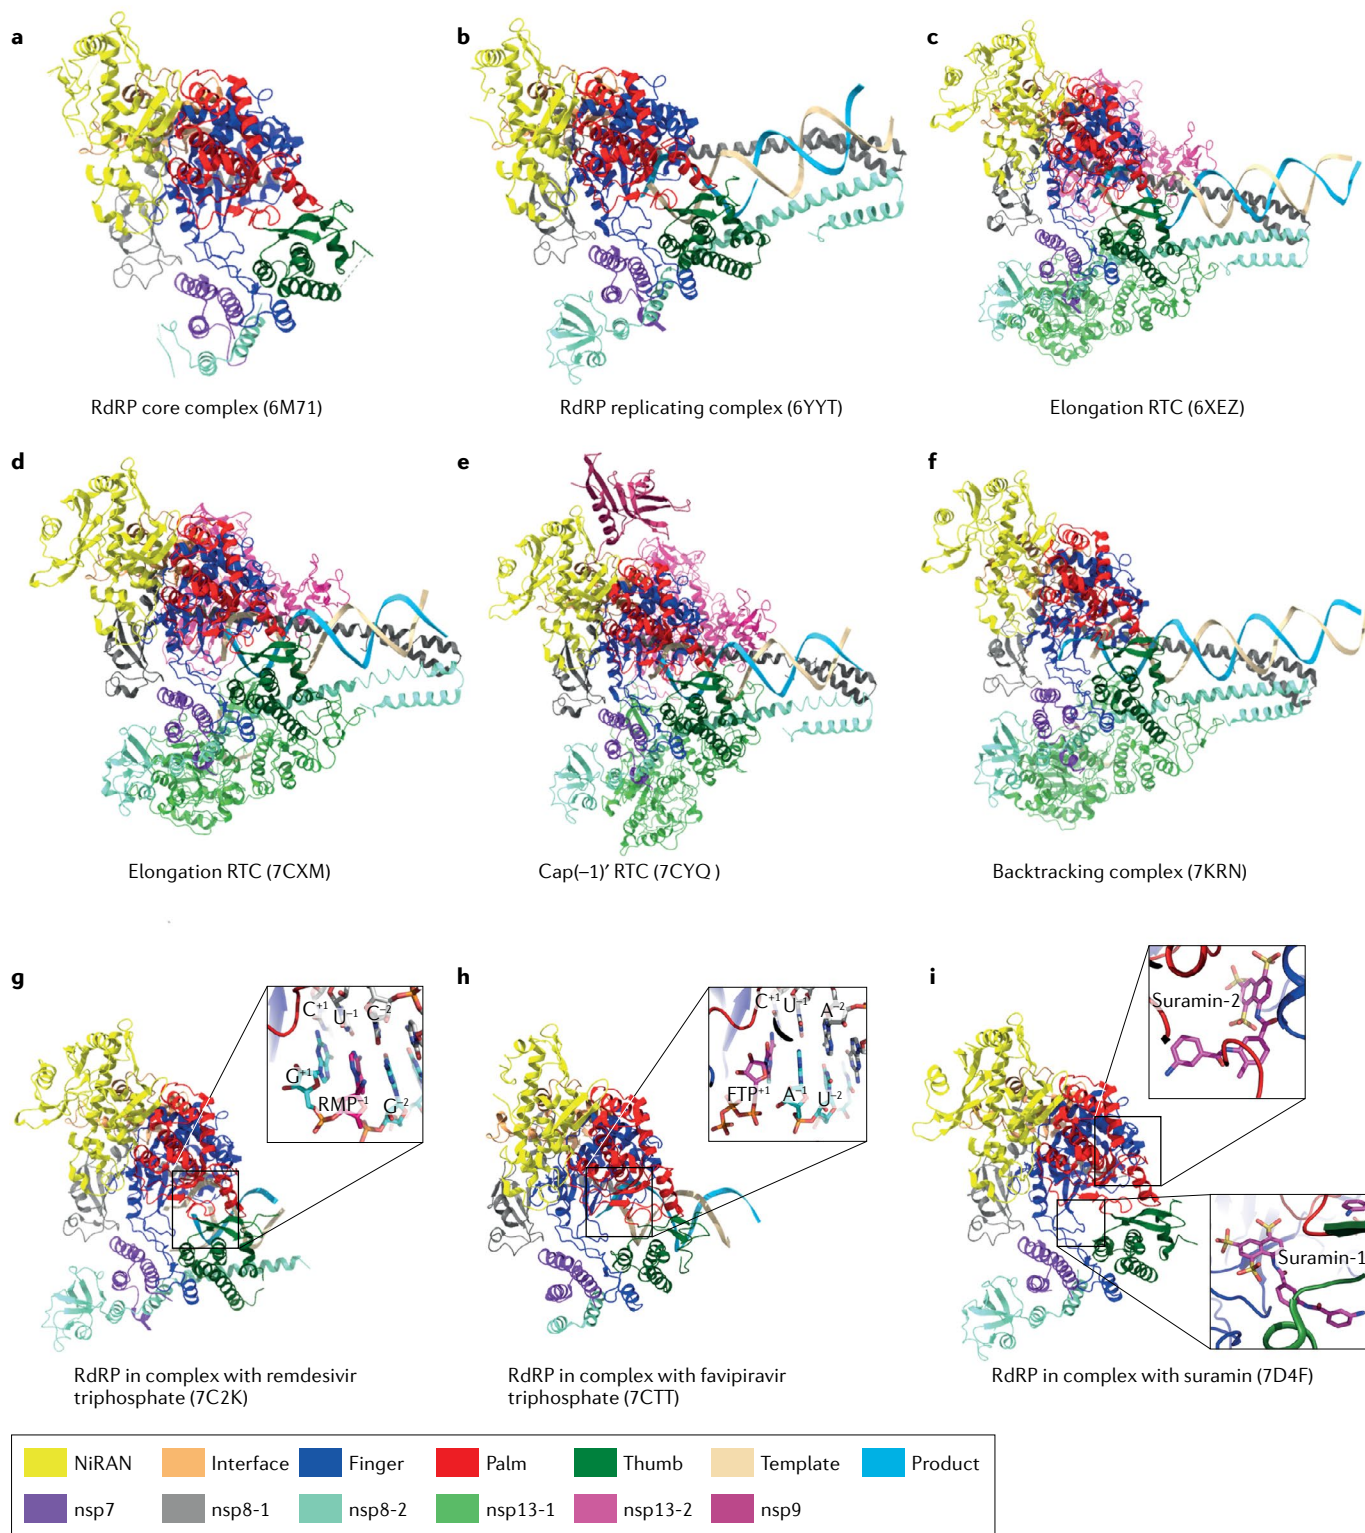 a
b
c
RdRP core complex (6M71)
RdRP replicating complex (6YYT)
Elongation RTC (6XEZ)
d
e
f
Elongation RTC (7CXM)
Cap(–1)′ RTC (7CYQ )
Backtracking complex (7KRN)
g
C+1
U−1
C−2
G+1
RMP−1
G−2
h
C+1 U−1
A−2
FTP+1
A−1
U−2
i
Suramin-2
Suramin-1
RdRP in complex with remdesivir
triphosphate (7C2K)
RdRP in complex with favipiravir
triphosphate (7CTT)
RdRP in complex with suramin (7D4F)
NiRAN Interface Finger Palm Thumb Template Product
nsp7 nsp8-1 nsp8-2 nsp13-1 nsp13-2 nsp9